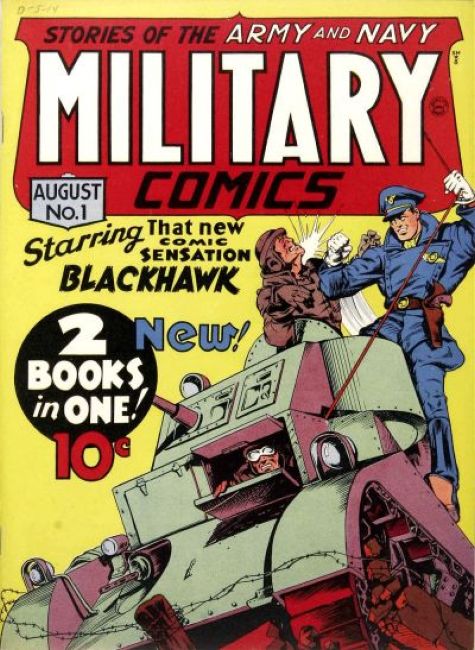 STORIES OF THE ARMY AND NAVY
MILITARY
COMICS
AUGUST
No. 1
Starring That new
COMIC
SENSATION
BLACKHAWK
New!
2
BOOKS
in ONE!
10¢